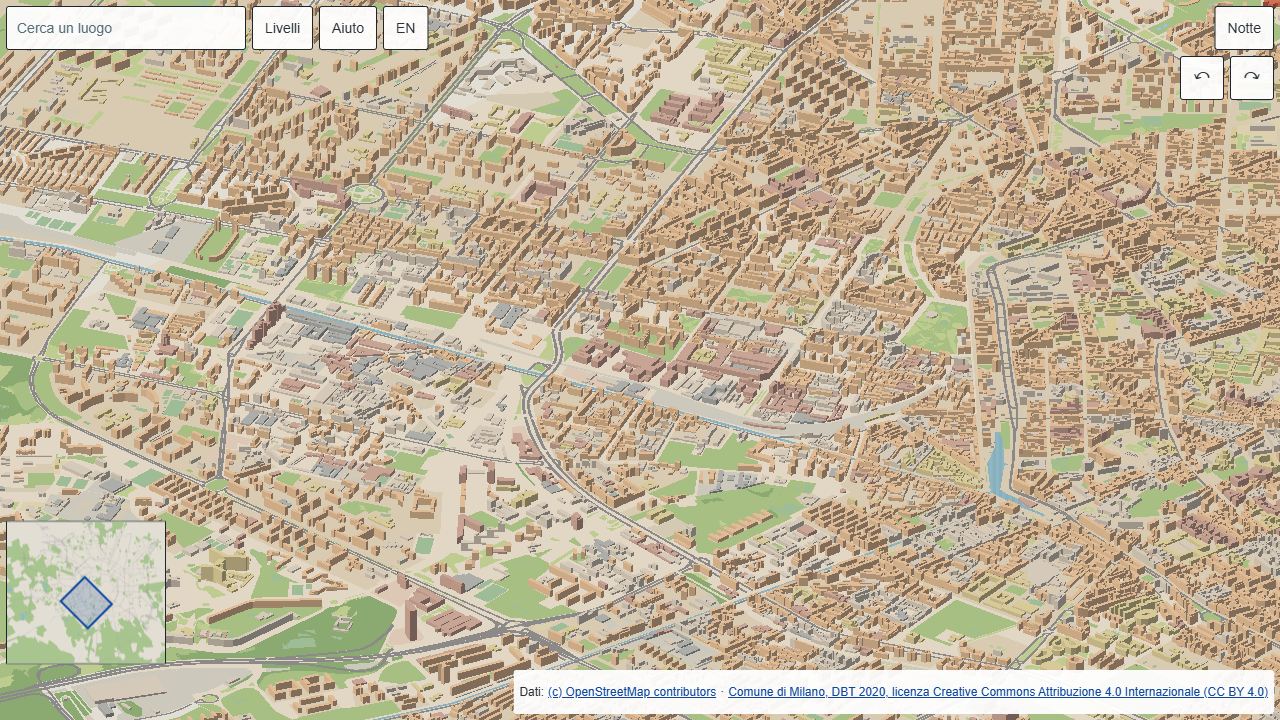 Cerca un luogo
Livelli
Aiuto
EN
Notte
Dati: (c) OpenStreetMap contributors · Comune di Milano, DBT 2020, licenza Creative Commons Attribuzione 4.0 Internazionale (CC BY 4.0)